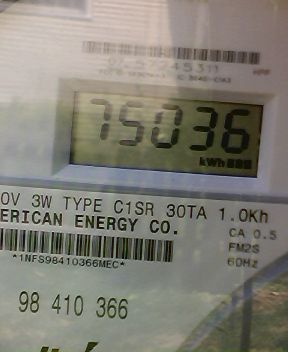 75036
kWh
0V 3W TYPE C1SR 30TA 1.0Kh
ERICAN ENERGY CO.
CA 0.5
FM2S
60Hz
*1NFS98410366MEC*
98 410 366